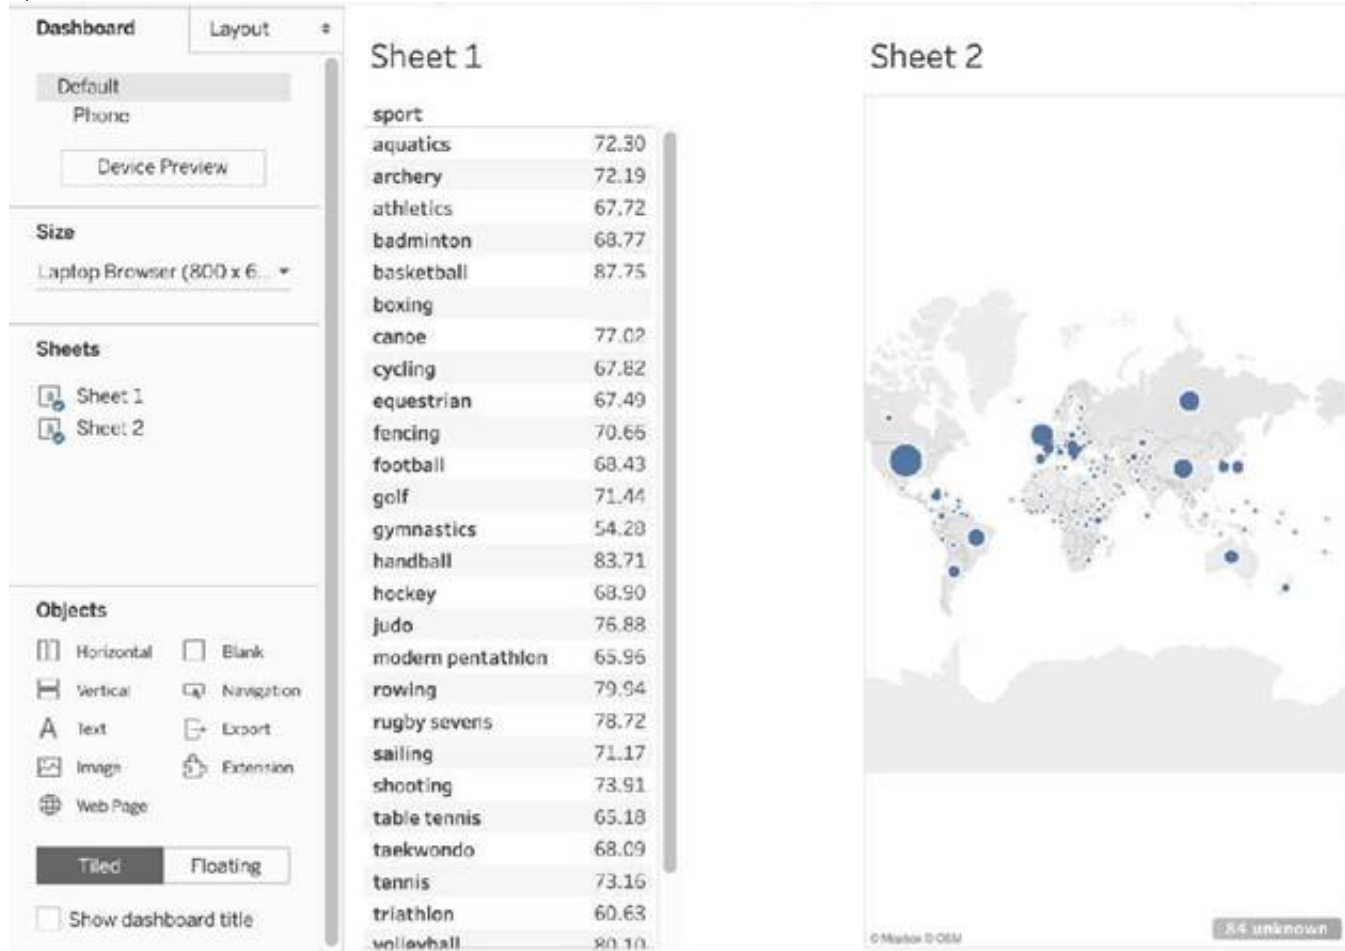 Dashboard
Layout
Default
Phone
Device Preview
Size
Laptop Browser (800 x 6...
Sheets
Sheet 1
Sheet 2
Objects
Horizontal
Blank
Vertical
Navigation
Text
Export
Image
Extension
Web Page
Tiled
Floating
Show dashboard title
Sheet 1
sport
aquatics 72.30
archery 72.19
athletics 67.72
badminton 68.77
basketball 87.75
boxing
canoe 77.02
cycling 67.82
equestrian 67.49
fencing 70.66
football 68.43
golf 71.44
gymnastics 54.28
handball 83.71
hockey 68.90
judo 76.88
modern pentathlon 65.96
rowing 79.94
rugby sevens 78.72
sailing 71.17
shooting 73.91
table tennis 65.18
taekwondo 68.09
tennis 73.16
triathlon 60.63
volleyball 80.10
Sheet 2
© Mapbox © OSM
84 unknown